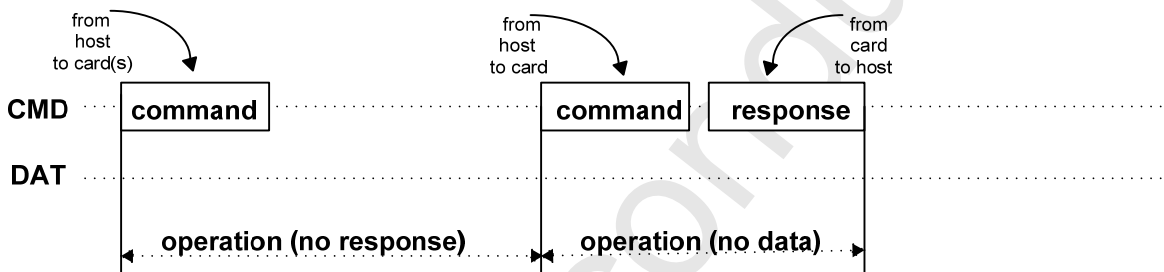 from
host
to card(s)
from
host
to card
from
card
to host
CMD
command
command
response
DAT
operation (no response)
operation (no data)